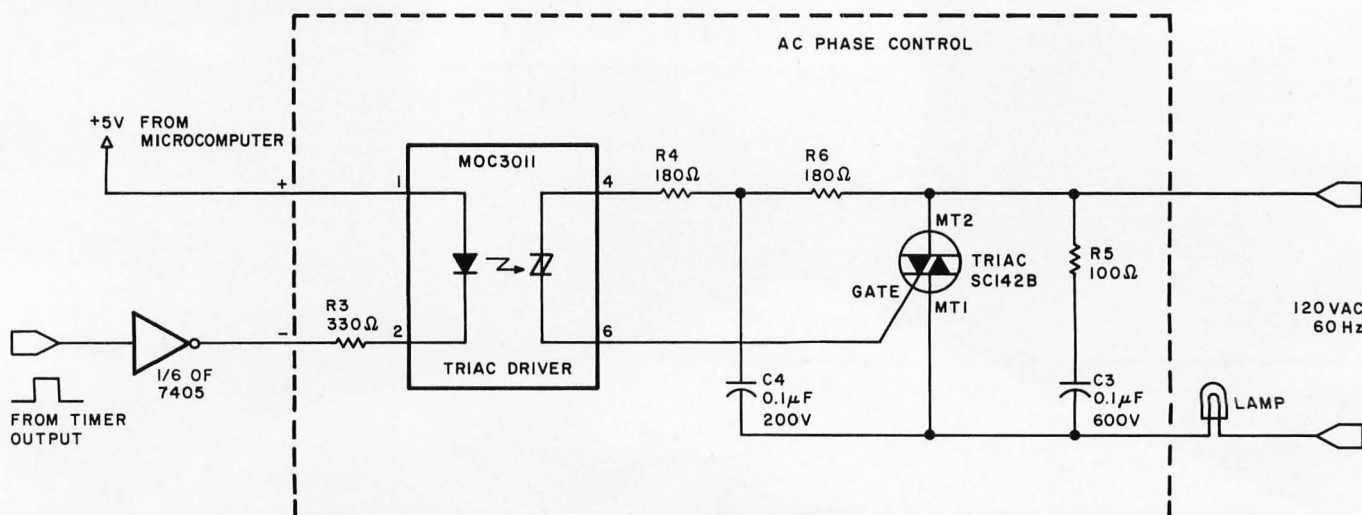 AC PHASE CONTROL
+5V FROM
MICROCOMPUTER
+
1
MOC3011
4
R4
180Ω
R6
180Ω
MT2
TRIAC
SC142B
GATE
MT1
R5
100Ω
120 VAC
60 Hz
-
R3
330Ω
2
6
TRIAC DRIVER
1/6 OF
7405
FROM TIMER
OUTPUT
C4
0.1μF
200V
C3
0.1μF
600V
LAMP